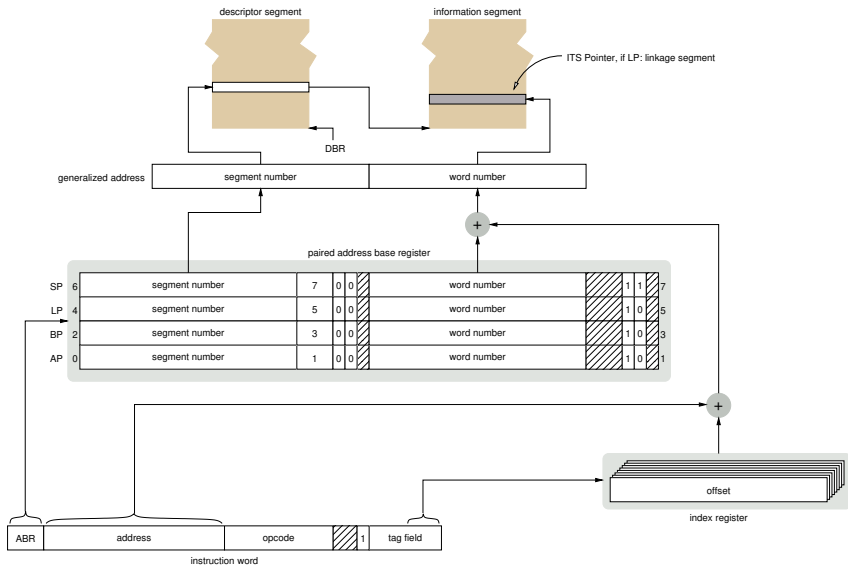 descriptor segment
information segment
ITS Pointer, if LP: linkage segment
DBR
generalized address
segment number
word number
+
paired address base register
SP 6 segment number 7 0 0 word number 1 1 7
LP 4 segment number 5 0 0 word number 1 0 5
BP 2 segment number 3 0 0 word number 1 0 3
AP 0 segment number 1 0 0 word number 1 0 1
+
offset
index register
ABR address opcode 1 tag field
instruction word